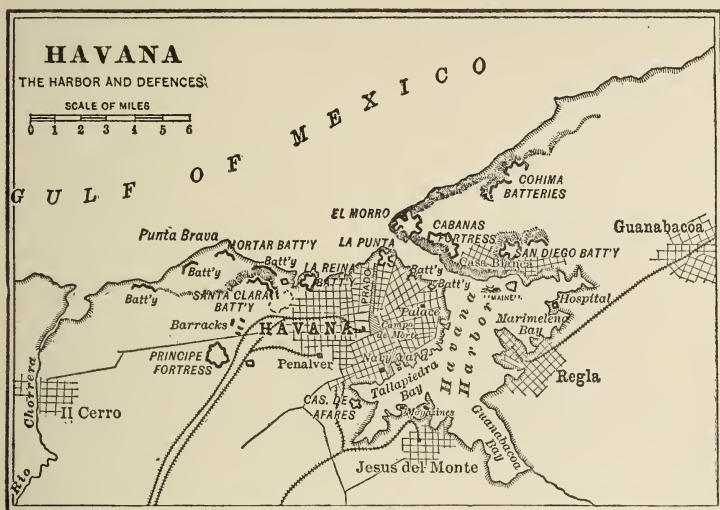 HAVANA
THE HARBOR AND DEFENCES
SCALE OF MILES
0 1 2 3 4 5 6
GULF OF MEXICO
COHIMA
BATTERIES
EL MORRO
CABANAS
FORTRESS
Guanabacoa
Punta Brava
MORTAR BATT'Y
LA PUNTA
SAN DIEGO BATT'Y
Casa Blanca
Batt'y
Batt'y
LA REINA
BATT'Y
Batt'y
Batt'y
Batt'y
PRADO
SANTA CLARA
BATT'Y
"MAINE"
Hospital
Palace
Marimelena
Bay
Barracks
HAVANA
Campo
de Morte
Havana
Harbor
PRINCIPE
FORTRESS
Navy Yard
Penalver
Regla
Tallapiedra
Bay
Chorrera
Il Cerro
CAS. DE
AFARES
Magazines
Guanabacoa
Bay
Jesus del Monte
Rio